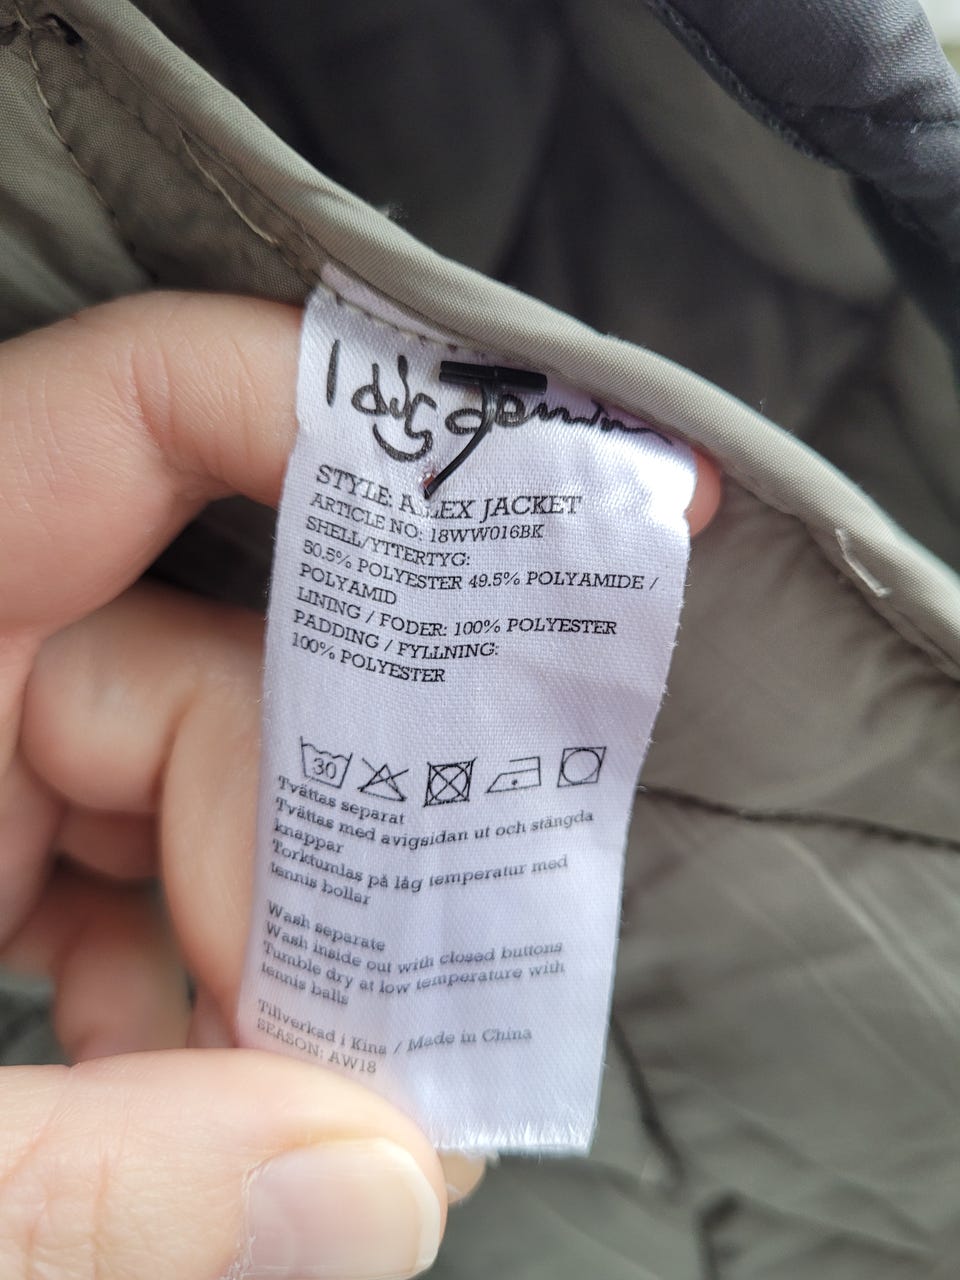 STYLE: ALEX JACKET
ARTICLE NO: 18WW016BK
SHELL/YTTERTYG:
50.5% POLYESTER 49.5% POLYAMIDE /
POLYAMID
LINING / FODER: 100% POLYESTER
PADDING / FYLLNING:
100% POLYESTER
30
Tvättas separat
Tvättas med avigsidan ut och stängda
knappar
Torktumlas på låg temperatur med
tennis bollar
Wash separate
Wash inside out with closed buttons
Tumble dry at low temperature with
tennis balls
Tillverkad i Kina / Made in China
SEASON: AW18